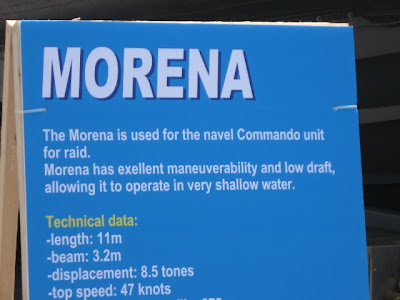 MORENA
The Morena is used for the navel Commando unit
for raid.
Morena has exellent maneuverability and low draft,
allowing it to operate in very shallow water.
Technical data:
-length: 11m
-beam: 3.2m
-displacement: 8.5 tones
-top speed: 47 knots